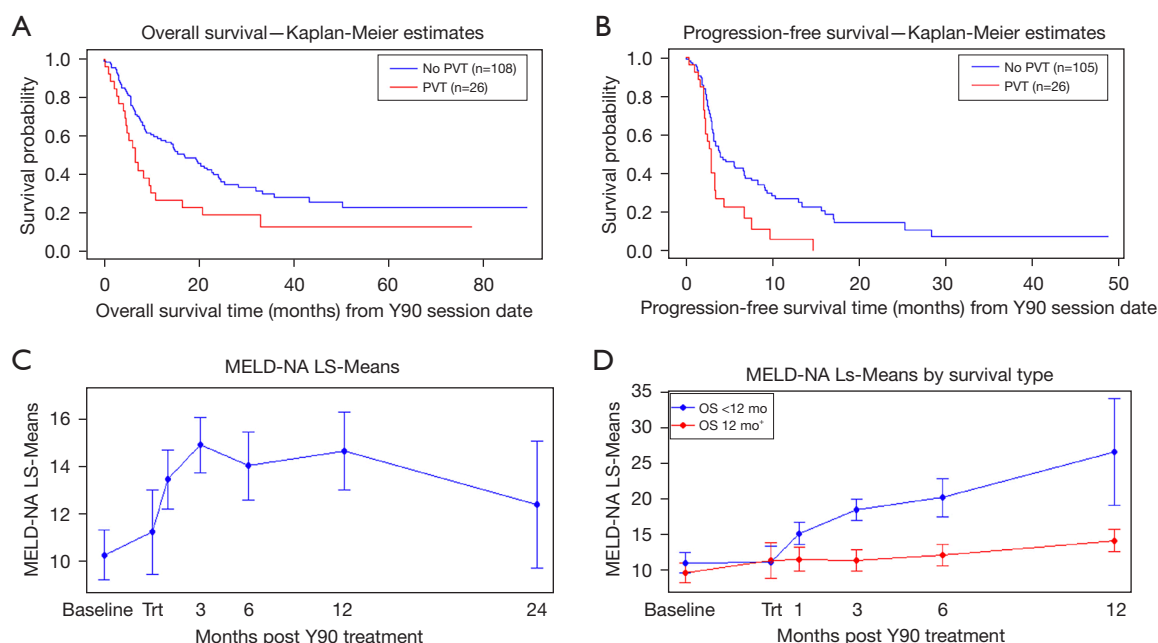 A
Overall survival—Kaplan-Meier estimates
Survival probability
1.0
0.8
0.6
0.4
0.2
0.0
No PVT (n=108)
PVT (n=26)
0 20 40 60 80
Overall survival time (months) from Y90 session date
B
Progression-free survival—Kaplan-Meier estimates
Survival probability
1.0
0.8
0.6
0.4
0.2
0.0
No PVT (n=105)
PVT (n=26)
0 10 20 30 40 50
Progression-free survival time (months) from Y90 session date
C
MELD-NA LS-Means
MELD-NA LS-Means
16
14
12
10
Baseline Trt 3 6 12 24
Months post Y90 treatment
D
MELD-NA Ls-Means by survival type
MELD-NA LS-Means
35
30
25
20
15
10
OS <12 mo
OS 12 mo⁺
Baseline Trt 1 3 6 12
Months post Y90 treatment